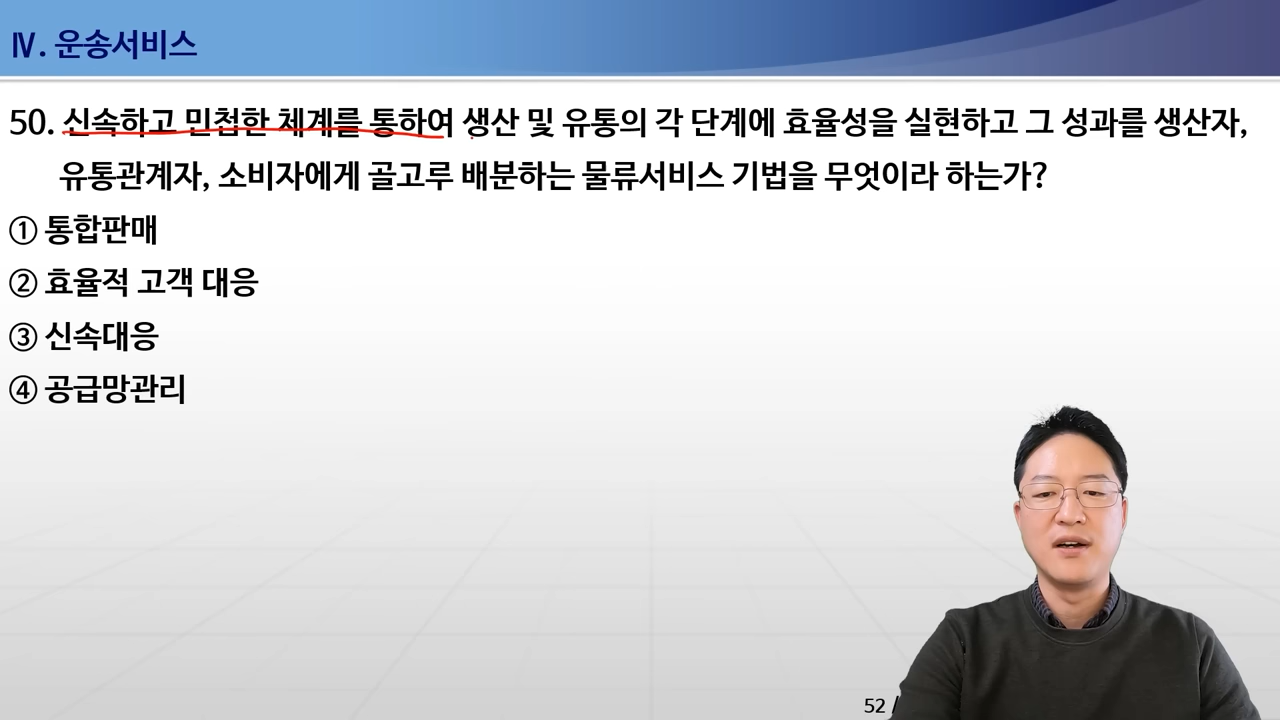 Ⅳ. 운송서비스
50. 신속하고 민첩한 체계를 통하여 생산 및 유통의 각 단계에 효율성을 실현하고 그 성과를 생산자,
유통관계자, 소비자에게 골고루 배분하는 물류서비스 기법을 무엇이라 하는가?
① 통합판매
② 효율적 고객 대응
③ 신속대응
④ 공급망관리
52 /